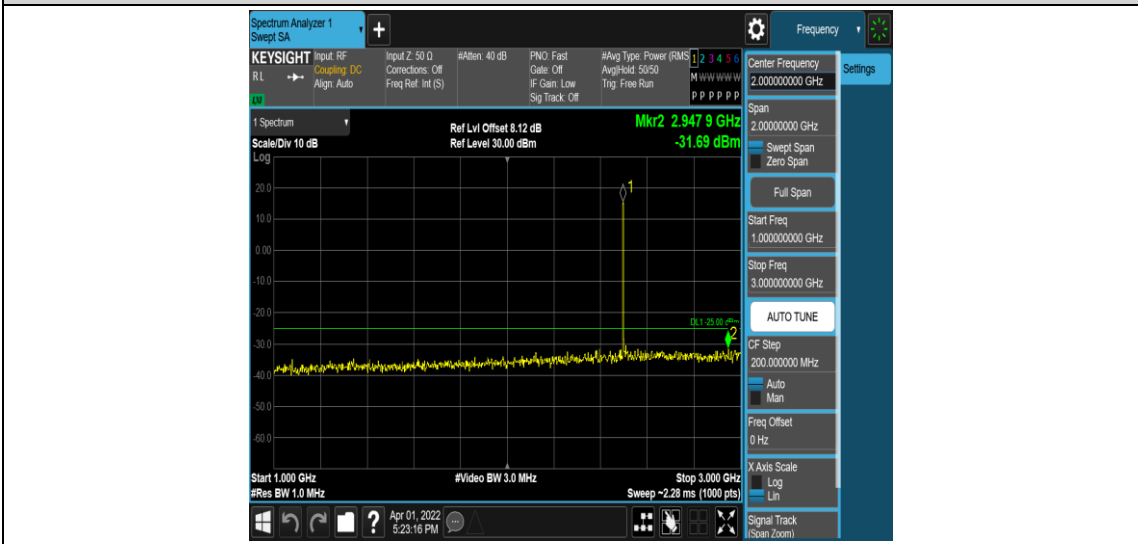 Spectrum Analyzer 1
Swept SA
+
Frequency
KEYSIGHT
Input: RF
Coupling: DC
Align: Auto
Input Z: 50 Ω
Corrections: Off
Freq Ref: Int (S)
#Atten: 40 dB
PNO: Fast
Gate: Off
IF Gain: Low
Sig Track: Off
#Avg Type: Power (RMS
Avg|Hold: 50/50
Trig: Free Run
1 2 3 4 5 6
M W W W W W
P P P P P P
R L
LXI
1 Spectrum
Scale/Div 10 dB
Log
Ref Lvl Offset 8.12 dB
Ref Level 30.00 dBm
Mkr2 2.947 9 GHz
-31.69 dBm
20.0
10.0
0.00
-10.0
-20.0
-30.0
-40.0
-50.0
-60.0
1
DL1 -25.00 dBm
2
Start 1.000 GHz
#Res BW 1.0 MHz
#Video BW 3.0 MHz
Stop 3.000 GHz
Sweep ~2.28 ms (1000 pts)
Apr 01, 2022
5:23:16 PM
?
Center Frequency
2.000000000 GHz
Settings
Span
2.00000000 GHz
Swept Span
Zero Span
Full Span
Start Freq
1.000000000 GHz
Stop Freq
3.000000000 GHz
AUTO TUNE
CF Step
200.000000 MHz
Auto
Man
Freq Offset
0 Hz
X Axis Scale
Log
Lin
Signal Track
(Span Zoom)